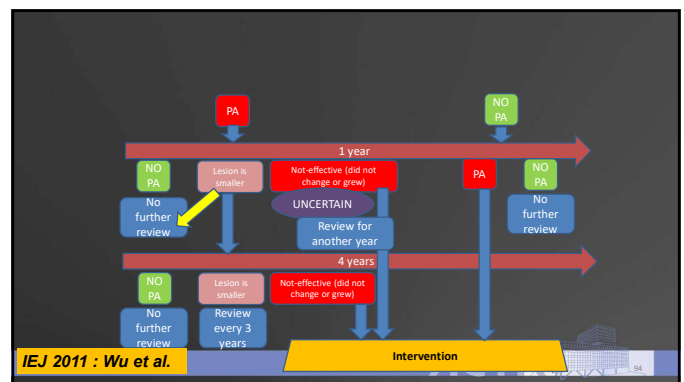 PA
NO
PA
1 year
NO
PA
Lesion is
smaller
Not-effective (did not
change or grew)
PA
NO
PA
No
further
review
UNCERTAIN
Review for
another year
No
further
review
4 years
NO
PA
Lesion is
smaller
Not-effective (did not
change or grew)
No
further
review
Review
every 3
years
Intervention
IEJ 2011 : Wu et al.
94